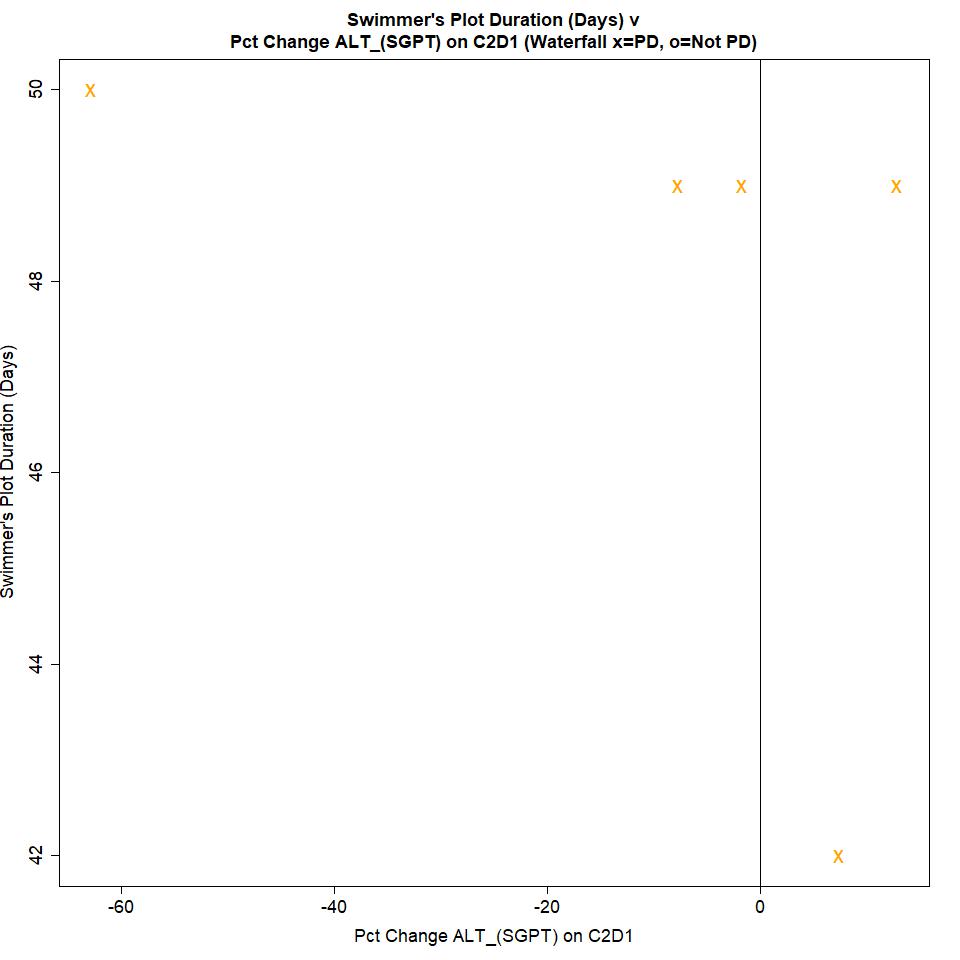 Swimmer's Plot Duration (Days) v
Pct Change ALT_(SGPT) on C2D1 (Waterfall x=PD, o=Not PD)
Swimmer's Plot Duration (Days)
50
48
46
44
42
X
X
X
X
X
-60
-40
-20
0
Pct Change ALT_(SGPT) on C2D1